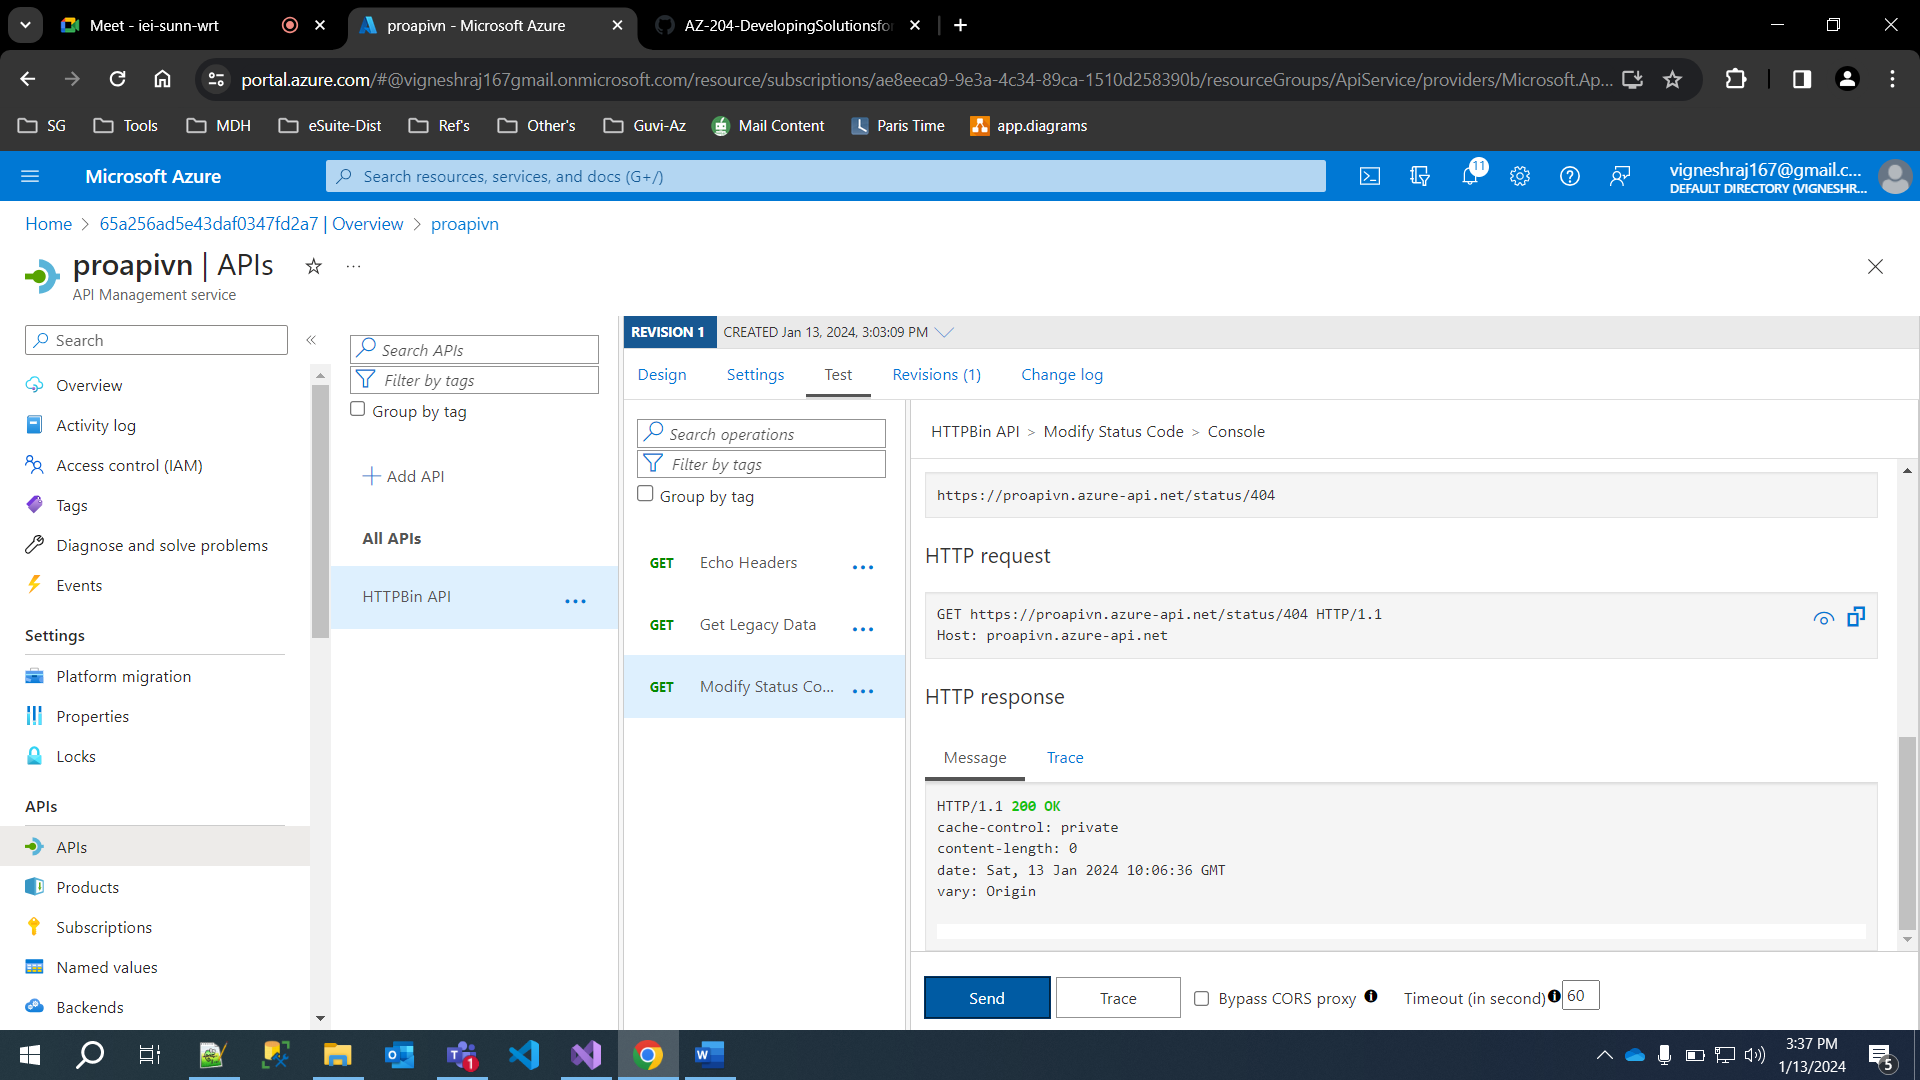 Meet - iei-sunn-wrt
proapivn - Microsoft Azure
AZ-204-DevelopingSolutionsfor
portal.azure.com/#@vigneshraj167gmail.onmicrosoft.com/resource/subscriptions/ae8eeca9-9e3a-4c34-89ca-1510d258390b/resourceGroups/ApiService/providers/Microsoft.Ap...
SG
Tools
MDH
eSuite-Dist
Ref's
Other's
Guvi-Az
Mail Content
Paris Time
app.diagrams
Microsoft Azure
Search resources, services, and docs (G+/)
11
vigneshraj167@gmail.c...
DEFAULT DIRECTORY (VIGNESHR...
Home > 65a256ad5e43daf0347fd2a7 | Overview > proapivn
proapivn | APIs
API Management service
Search
Overview
Activity log
Access control (IAM)
Tags
Diagnose and solve problems
Events
Settings
Platform migration
Properties
Locks
APIs
APIs
Products
Subscriptions
Named values
Backends
Search APIs
Filter by tags
Group by tag
Add API
All APIs
HTTPBin API
REVISION 1
CREATED Jan 13, 2024, 3:03:09 PM
Design
Settings
Test
Revisions (1)
Change log
Search operations
Filter by tags
Group by tag
GET Echo Headers
GET Get Legacy Data
GET Modify Status Co...
HTTPBin API > Modify Status Code > Console
https://proapivn.azure-api.net/status/404
HTTP request
GET https://proapivn.azure-api.net/status/404 HTTP/1.1
Host: proapivn.azure-api.net
HTTP response
Message
Trace
HTTP/1.1 200 OK
cache-control: private
content-length: 0
date: Sat, 13 Jan 2024 10:06:36 GMT
vary: Origin
Send
Trace
Bypass CORS proxy
Timeout (in second)
60
1
3:37 PM
1/13/2024
5